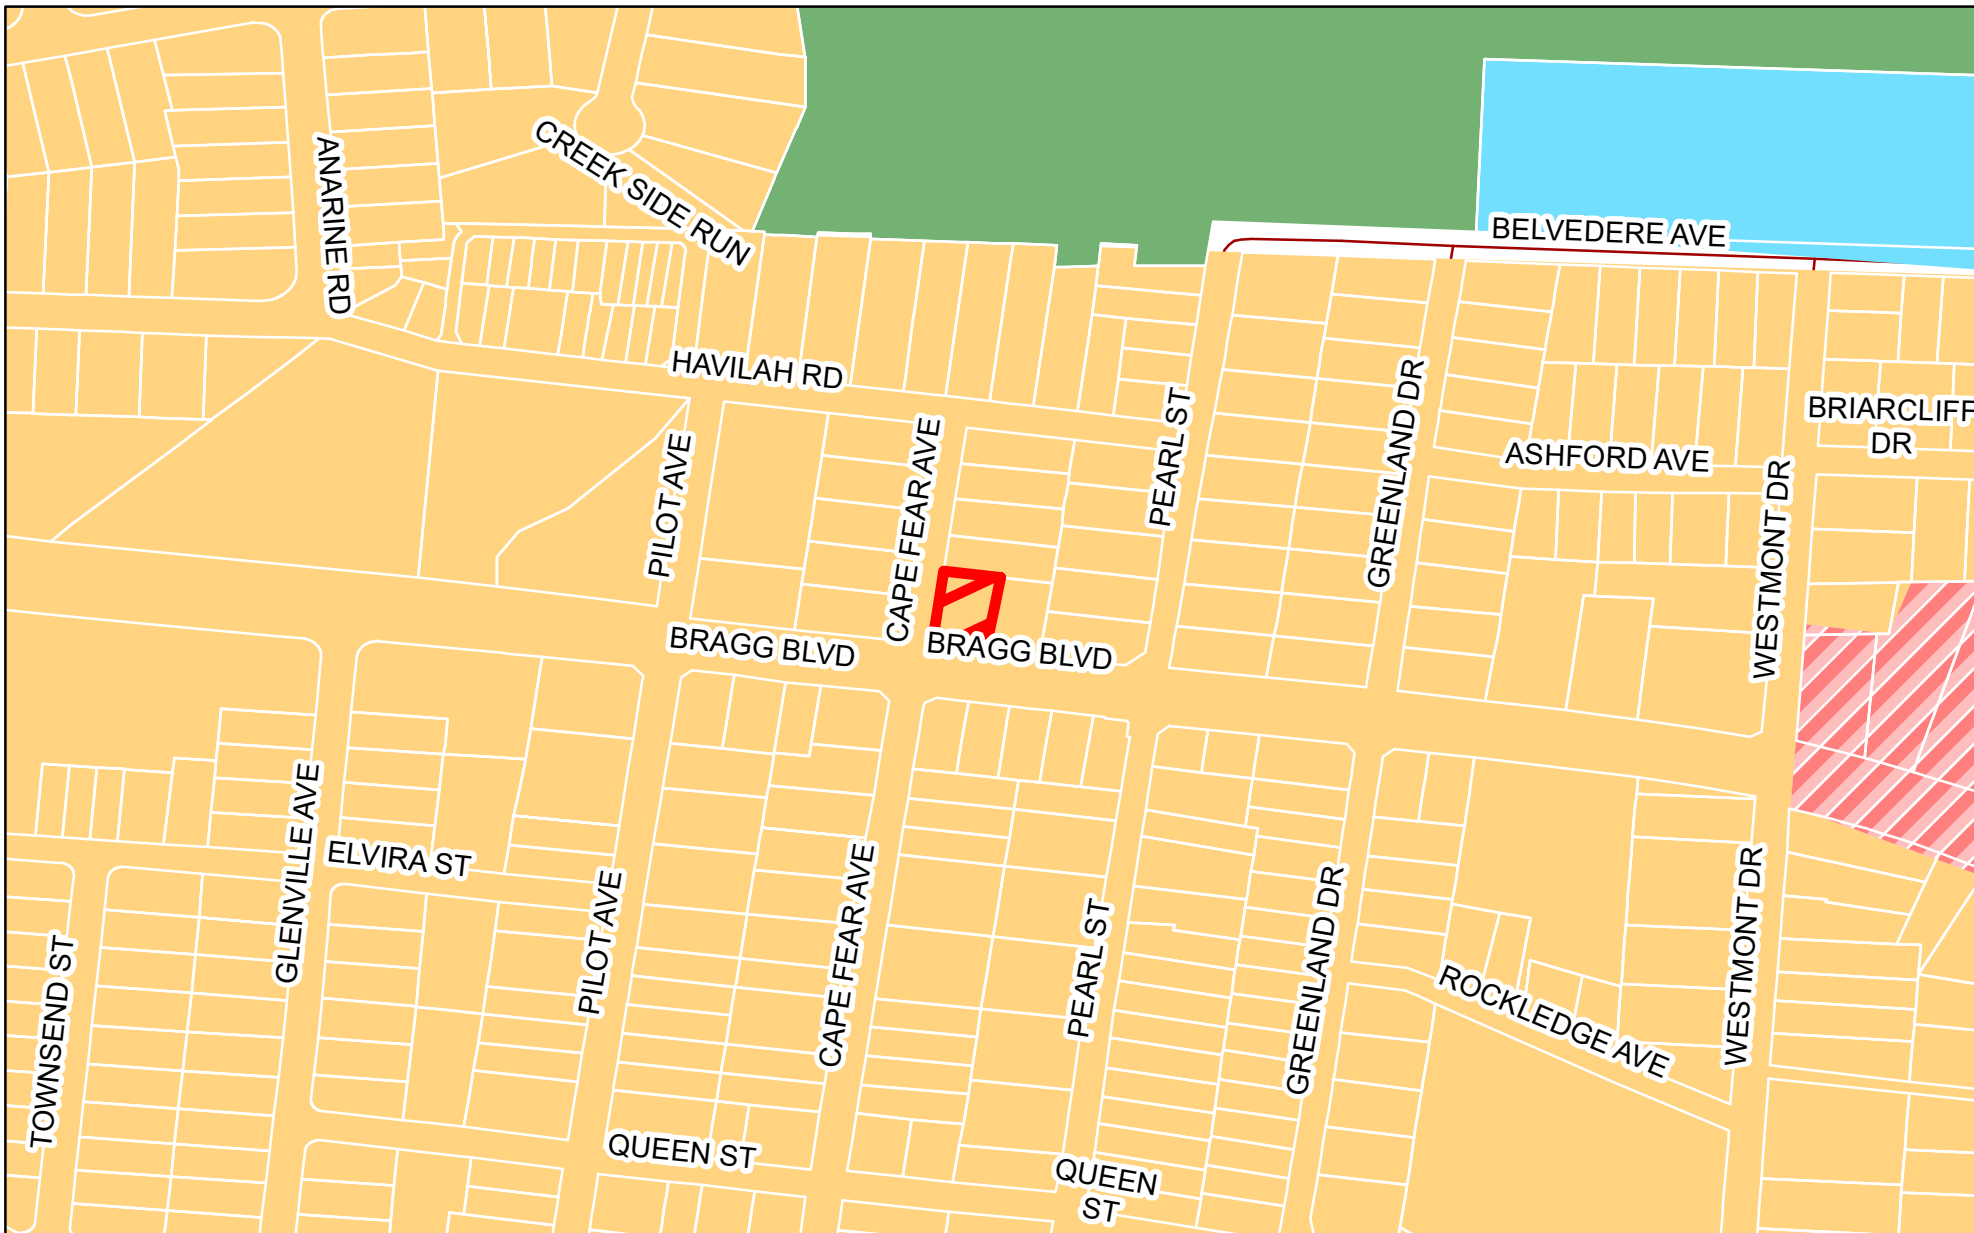 CREEK SIDE RUN
ANARINE RD
BELVEDERE AVE
HAVILAH RD
PILOT AVE
CAPE FEAR AVE
PEARL ST
GREENLAND DR
ASHFORD AVE
BRIARCLIFF
DR
WESTMONT DR
BRAGG BLVD
BRAGG BLVD
GLENVILLE AVE
ELVIRA ST
PILOT AVE
CAPE FEAR AVE
PEARL ST
GREENLAND DR
WESTMONT DR
ROCKLEDGE AVE
TOWNSEND ST
QUEEN ST
QUEEN
ST